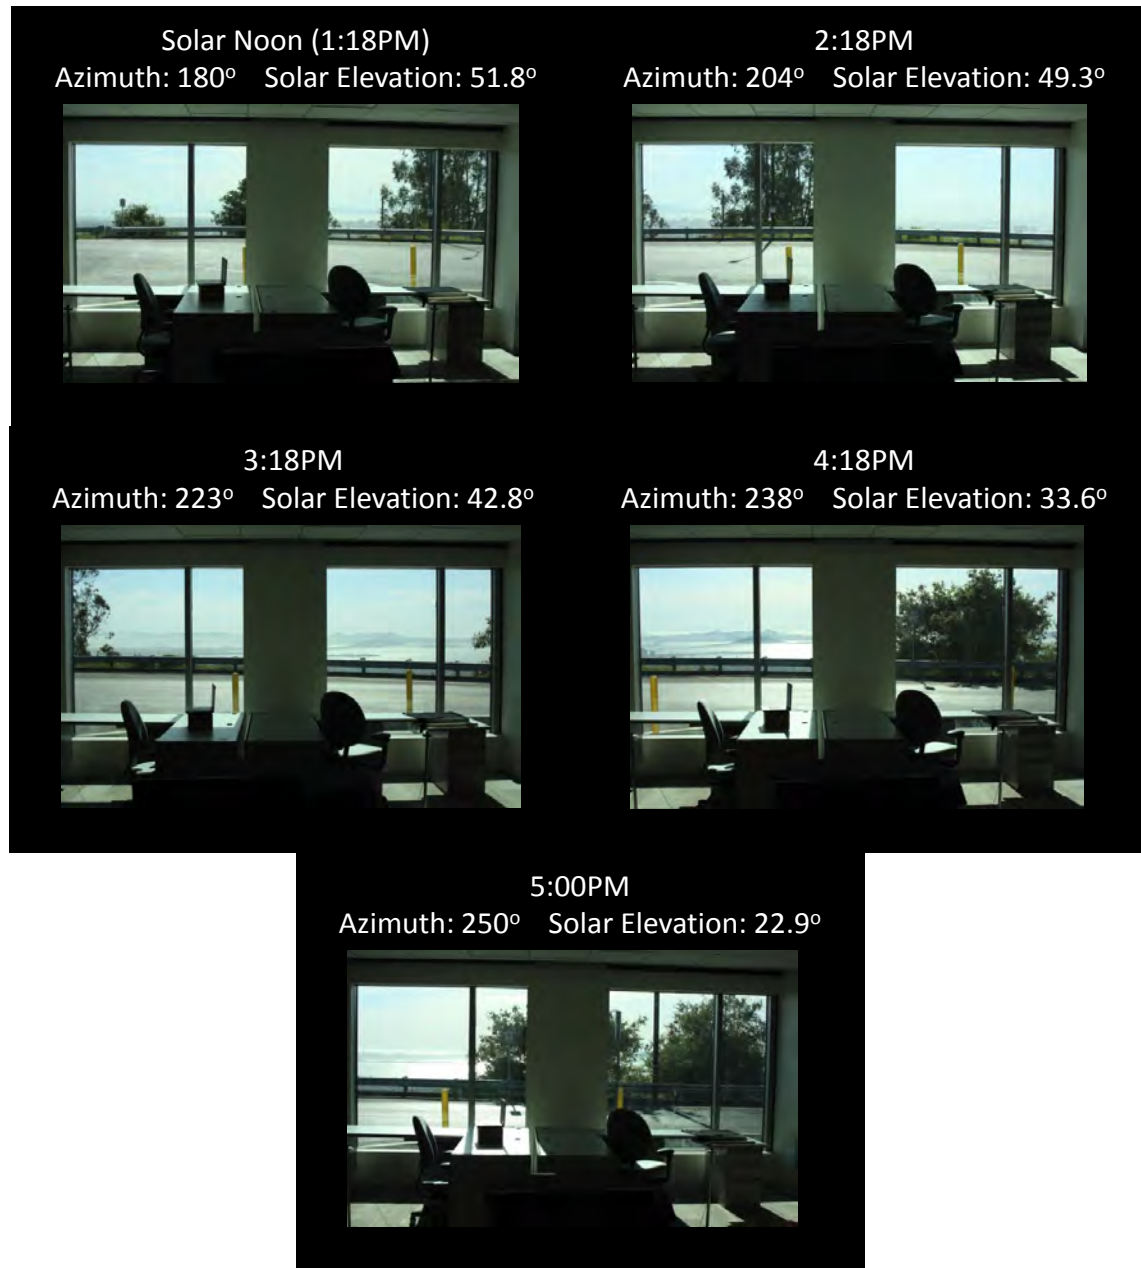 Solar Noon (1:18PM)
Azimuth: 180° Solar Elevation: 51.8°
2:18PM
Azimuth: 204° Solar Elevation: 49.3°
3:18PM
Azimuth: 223° Solar Elevation: 42.8°
4:18PM
Azimuth: 238° Solar Elevation: 33.6°
5:00PM
Azimuth: 250° Solar Elevation: 22.9°